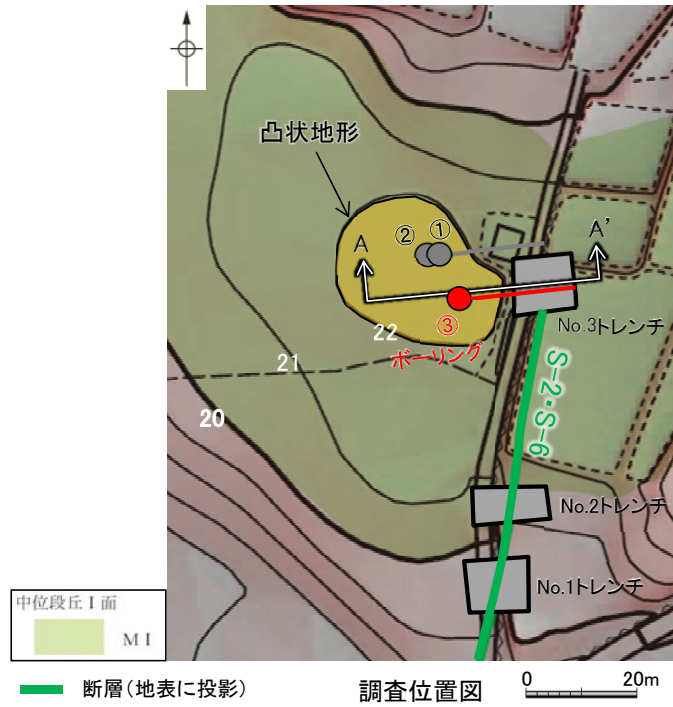 凸状地形
①
②
A
A'
③
ボーリング
No.3トレンチ
22
21
20
S-2・S-6
No.2トレンチ
No.1トレンチ
中位段丘Ⅰ面
MⅠ
断層(地表に投影)
調査位置図
0 20m